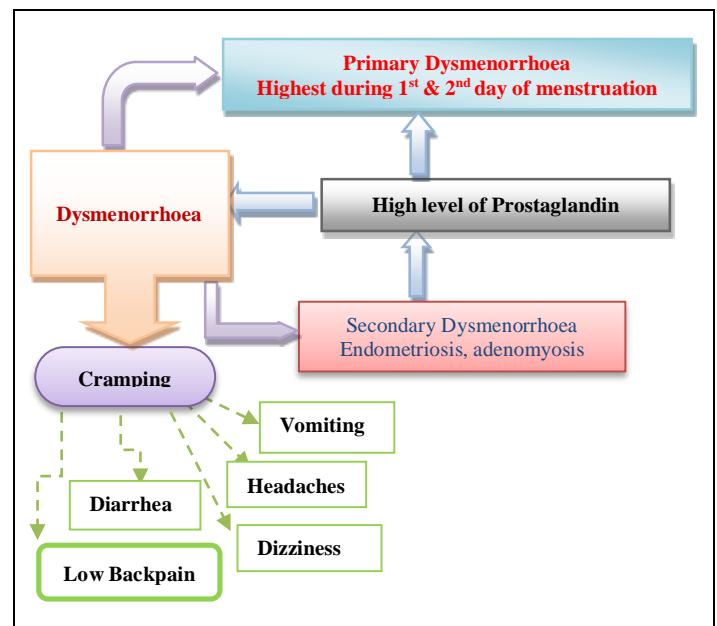 Primary Dysmenorrhoea
Highest during 1st & 2nd day of menstruation
Dysmenorrhoea
High level of Prostaglandin
Secondary Dysmenorrhoea
Endometriosis, adenomyosis
Cramping
Vomiting
Headaches
Diarrhea
Dizziness
Low Backpain